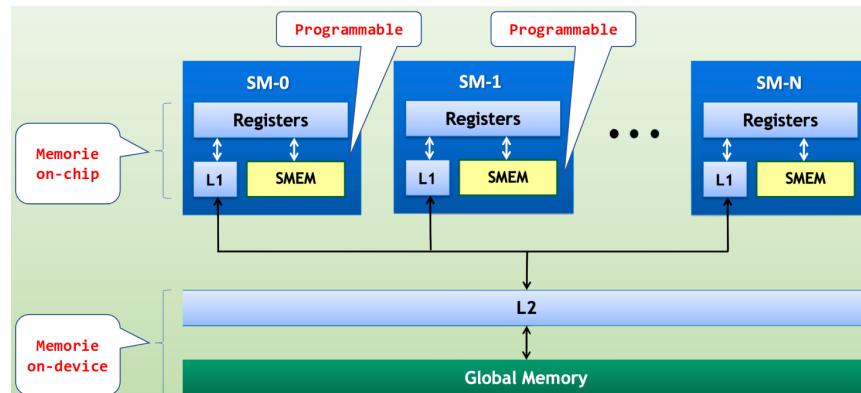 Programmable
Programmable
SM-0
SM-1
SM-N
Registers
Registers
Registers
Memorie
on-chip
L1
SMEM
L1
SMEM
L1
SMEM
L2
Memorie
on-device
Global Memory